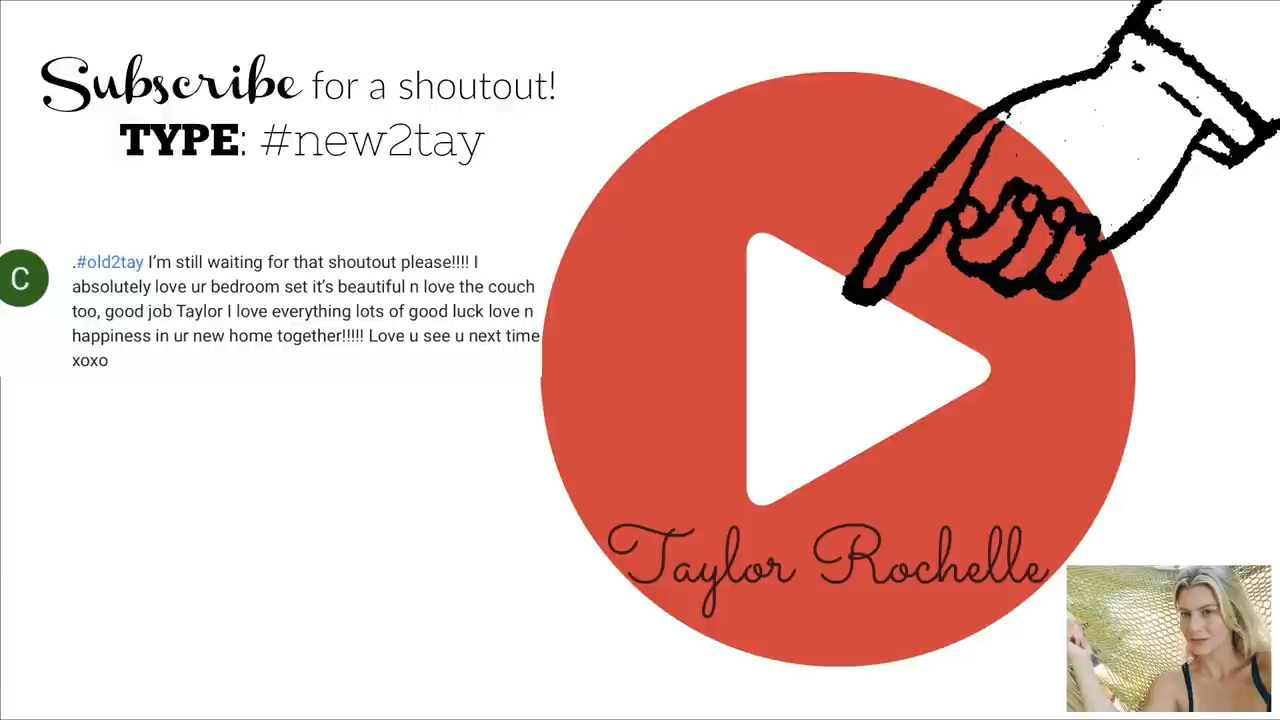 Subscribe for a shoutout!
TYPE: #new2tay
C
.#old2tay I’m still waiting for that shoutout please!!!! I
absolutely love ur bedroom set it’s beautiful n love the couch
too, good job Taylor I love everything lots of good luck love n
happiness in ur new home together!!!!! Love u see u next time
xoxo
Taylor Rochelle